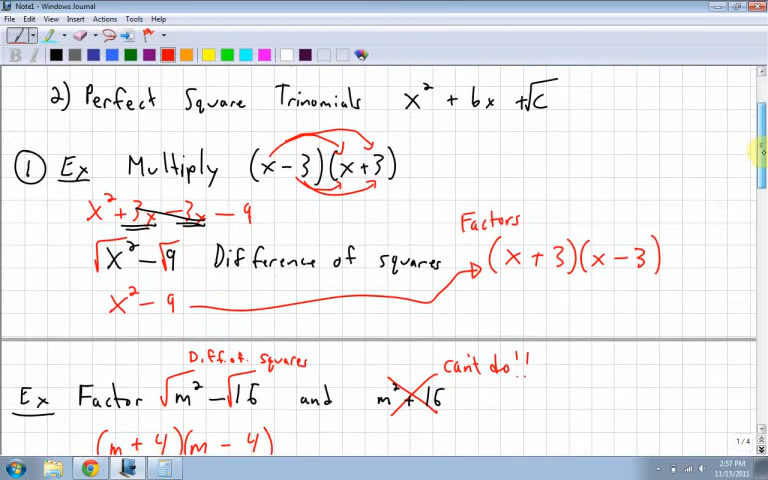 Note1 - Windows Journal
File Edit View Insert Actions Tools Help
2) Perfect Square Trinomials x² + bx + √c
① Ex Multiply (x - 3)(x + 3)
x² + 3x - 3x - 9
Factors
√x² - √9 Difference of squares (x + 3)(x - 3)
x² - 9
Diff. of squares can't do!!
Ex Factor √m² - √16 and m² + 16
(m + 4)(m - 4)
1 / 4
2:57 PM
11/15/2011